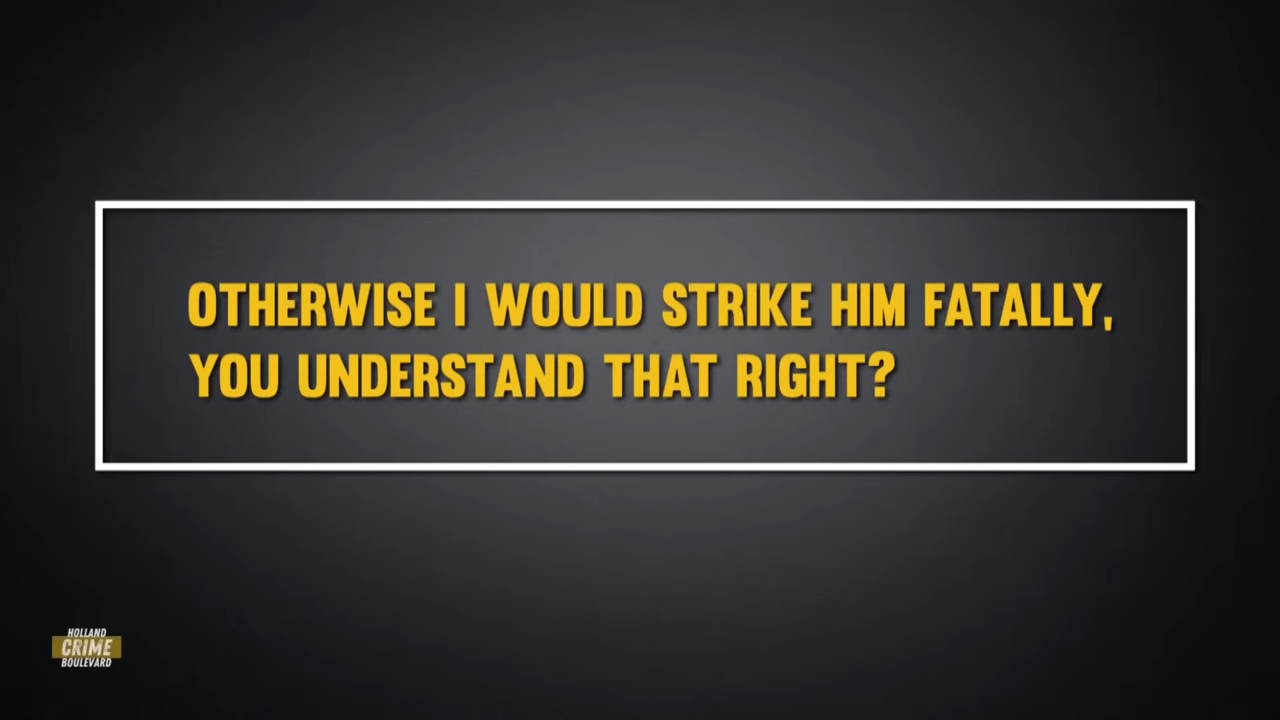 OTHERWISE I WOULD STRIKE HIM FATALLY,
YOU UNDERSTAND THAT RIGHT?
HOLLAND
CRIME
BOULEVARD